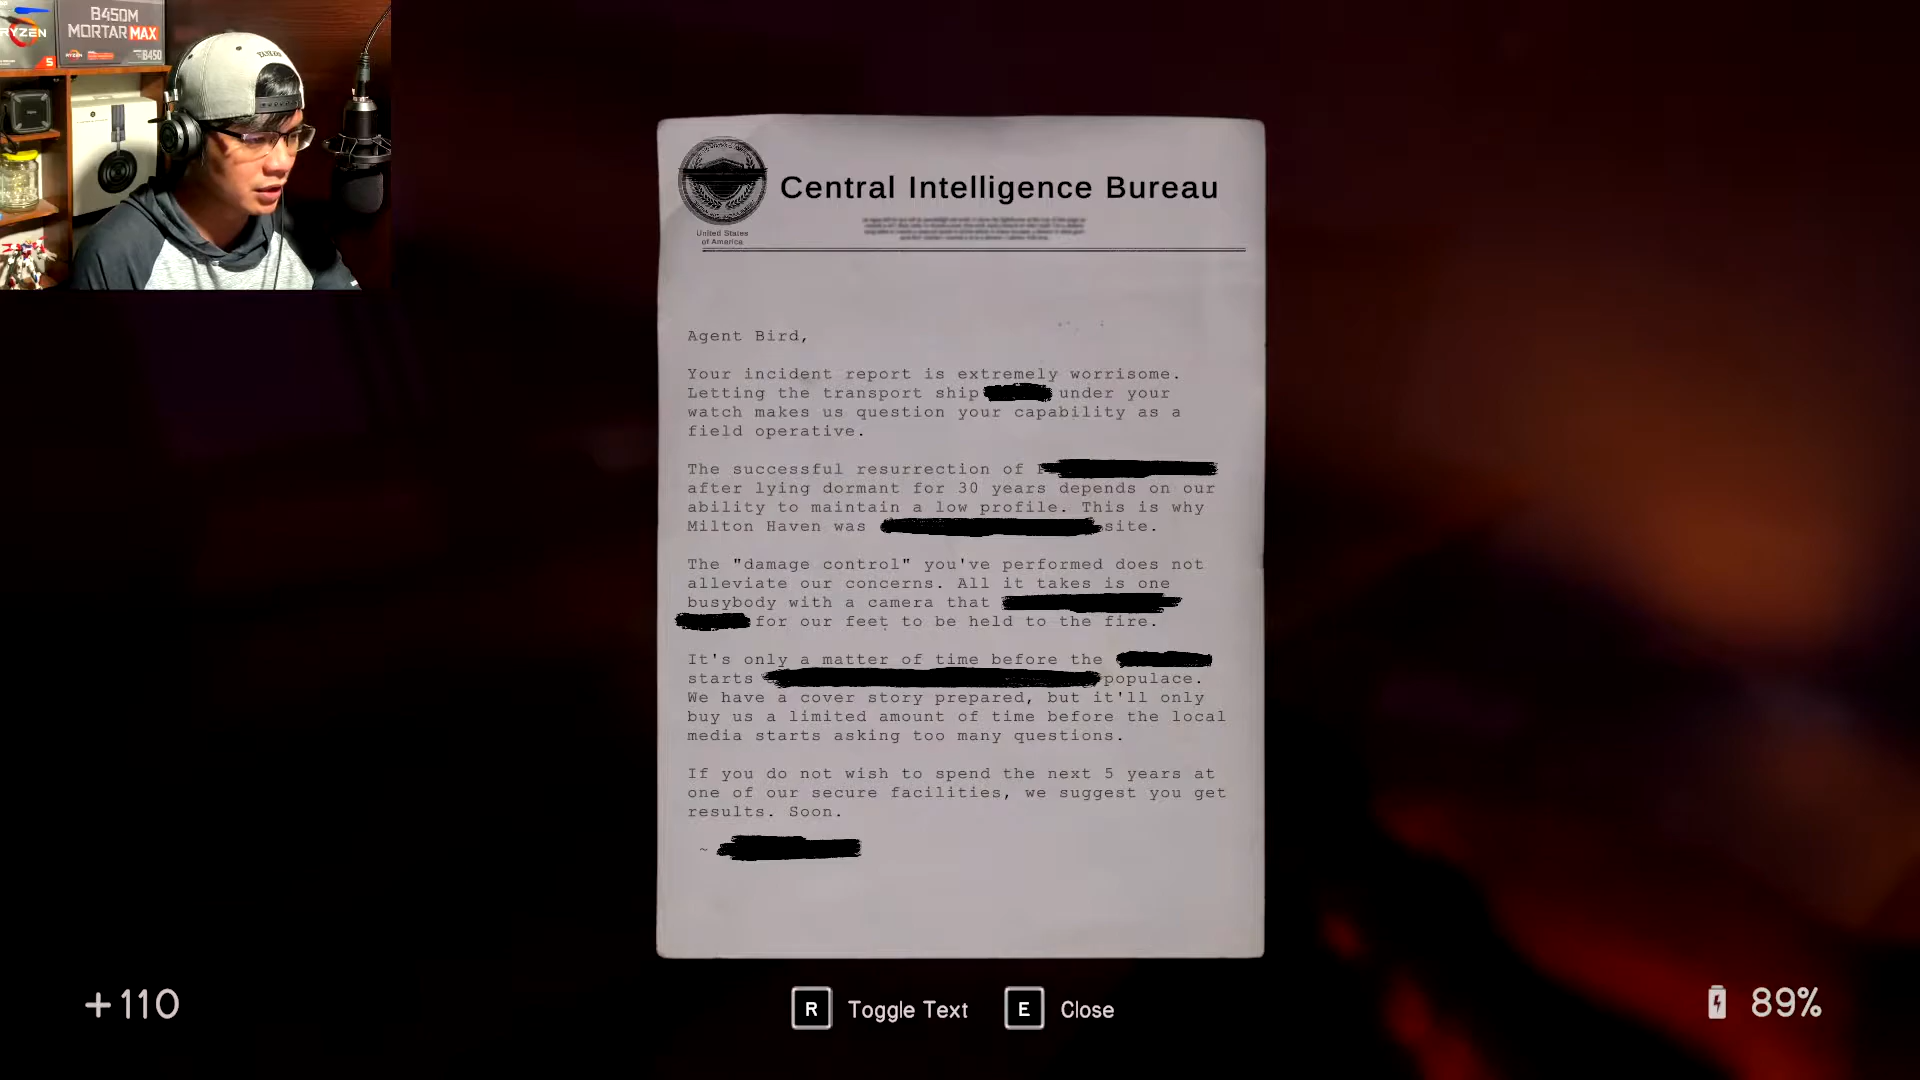 RYZEN
5
B450M
MORTAR MAX
RYZEN
B450
Central Intelligence Bureau
United States
of America
Agent Bird,
Your incident report is extremely worrisome.
Letting the transport ship under your
watch makes us question your capability as a
field operative.
The successful resurrection of
after lying dormant for 30 years depends on our
ability to maintain a low profile. This is why
Milton Haven was site.
The "damage control" you've performed does not
alleviate our concerns. All it takes is one
busybody with a camera that
for our feet to be held to the fire.
It's only a matter of time before the
starts populace.
We have a cover story prepared, but it'll only
buy us a limited amount of time before the local
media starts asking too many questions.
If you do not wish to spend the next 5 years at
one of our secure facilities, we suggest you get
results. Soon.
~
+110
R Toggle Text E Close
89%